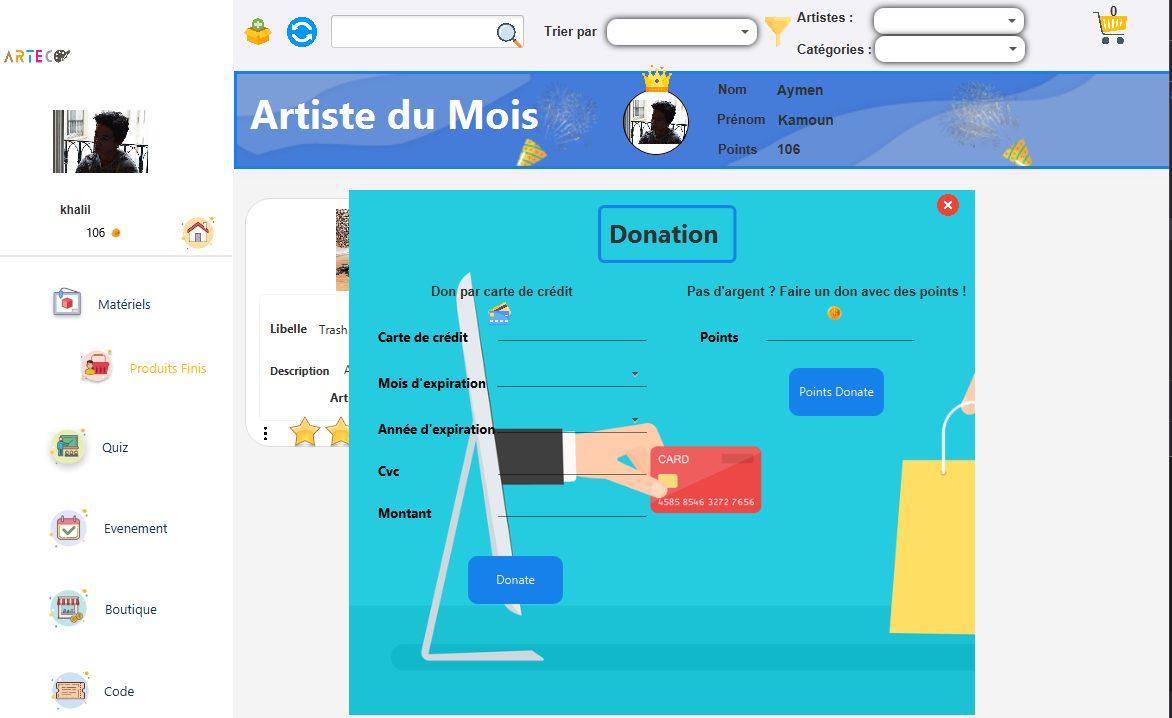 ARTECO
khalil
106
Matériels
Produits Finis
Quiz
Evenement
Boutique
Code
Trier par
Artistes :
Catégories :
0
Artiste du Mois
Nom Aymen
Prénom Kamoun
Points 106
Libelle Trash
Description A
Art
Donation
Don par carte de crédit
Carte de crédit
Mois d'expiration
Année d'expiration
Cvc
Montant
Donate
Pas d'argent ? Faire un don avec des points !
Points
Points Donate
CARD
4585 8546 3272 7656